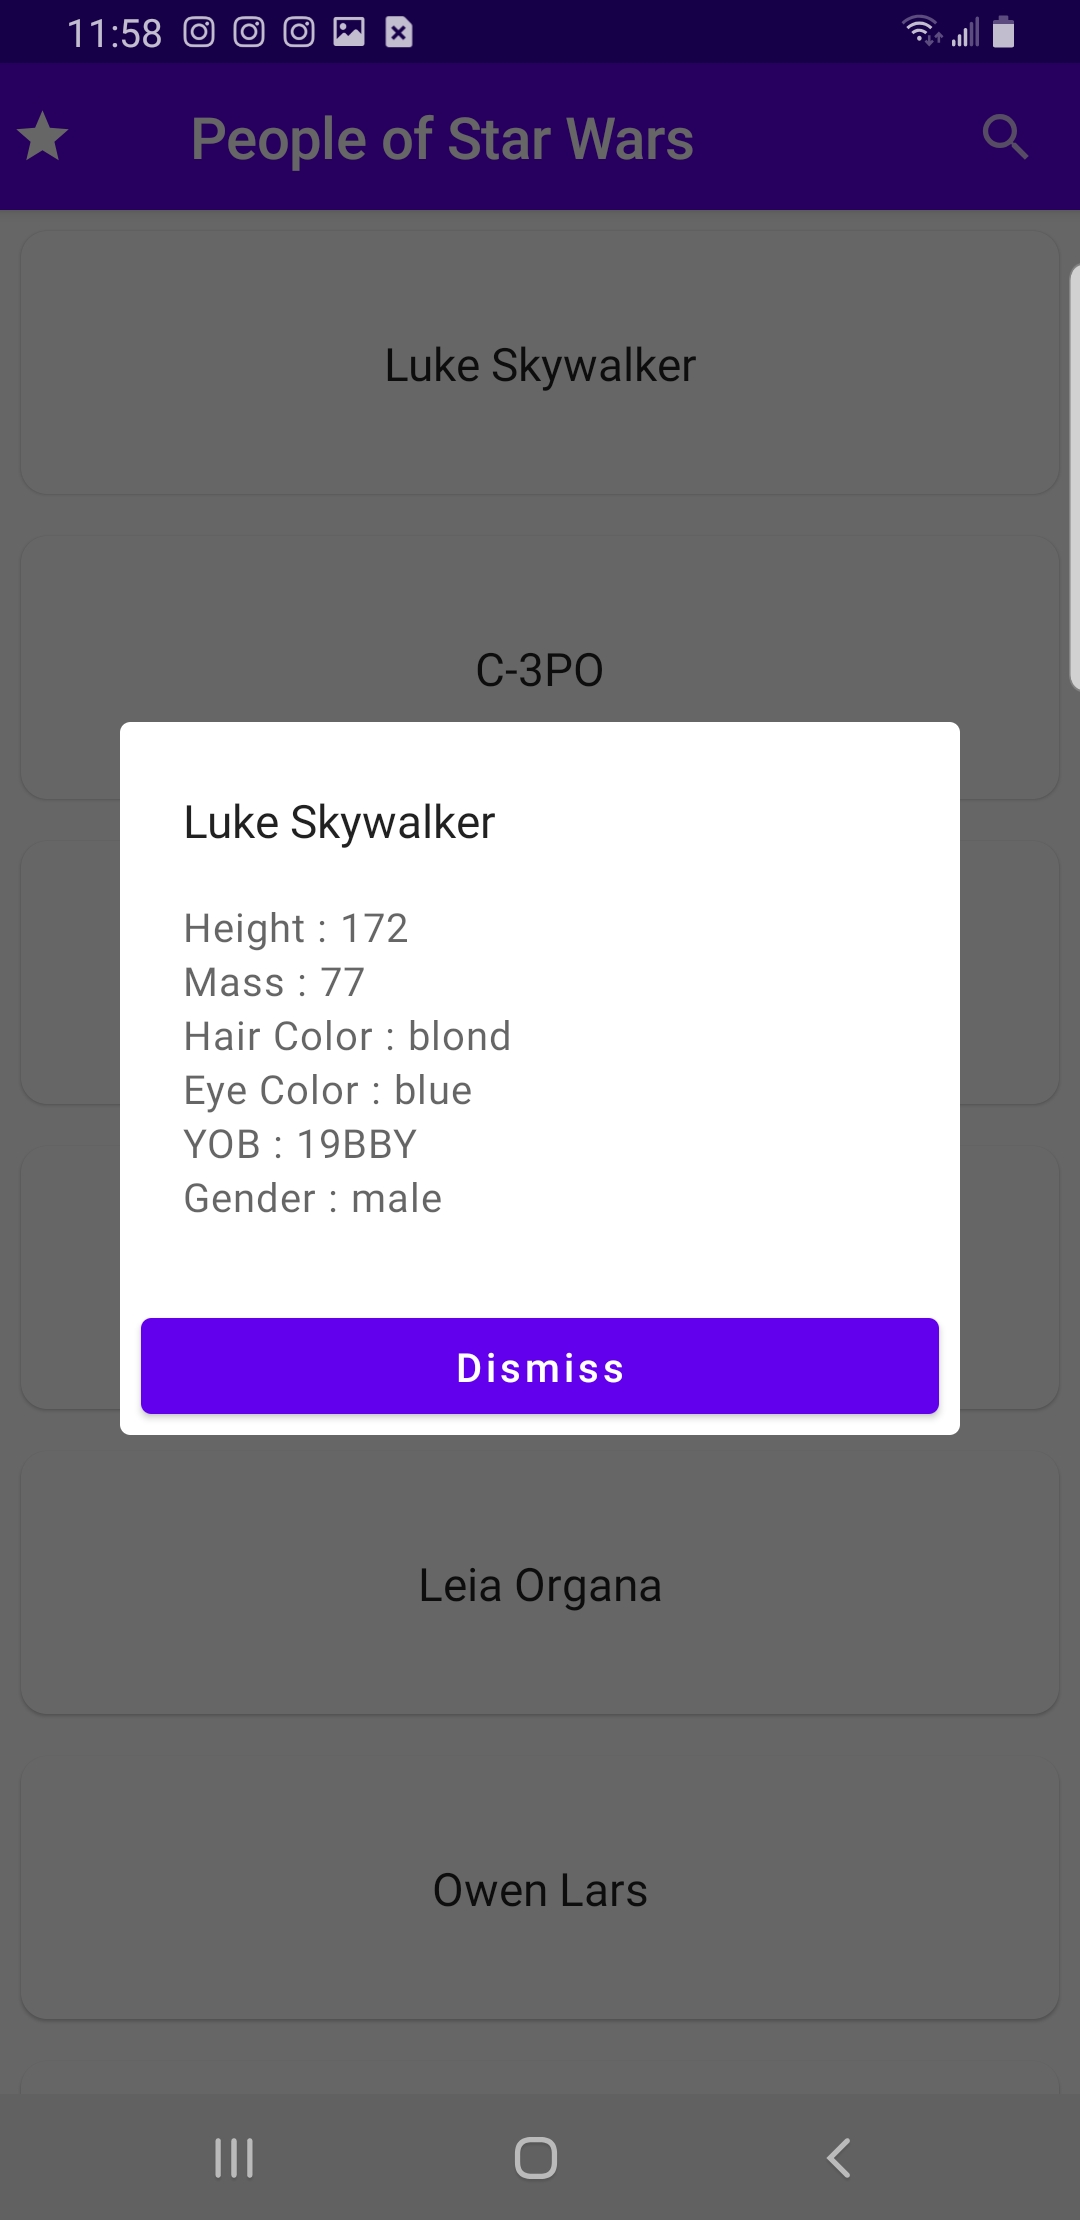 11:58
People of Star Wars
Luke Skywalker
C-3PO
Luke Skywalker
Height : 172
Mass : 77
Hair Color : blond
Eye Color : blue
YOB : 19BBY
Gender : male
Dismiss
Leia Organa
Owen Lars